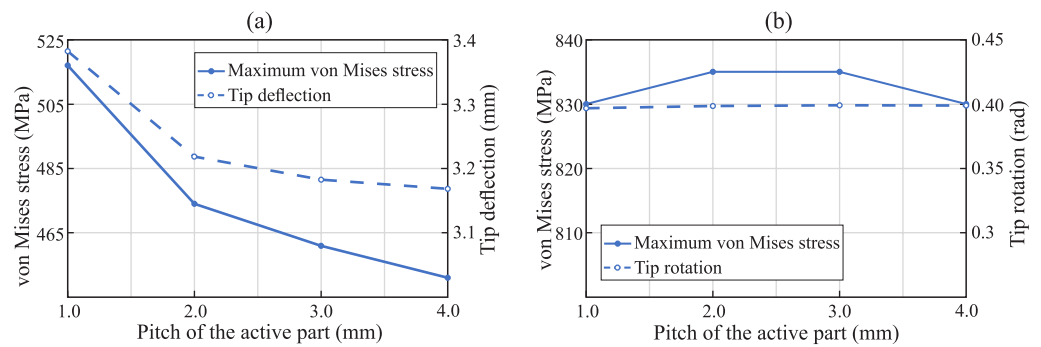 (a)
525
505
485
465
von Mises stress (MPa)
3.4
3.3
3.2
3.1
Tip deflection (mm)
Maximum von Mises stress
Tip deflection
1.0 2.0 3.0 4.0
Pitch of the active part (mm)
(b)
840
830
820
810
von Mises stress (MPa)
0.45
0.40
0.35
0.3
Tip rotation (rad)
Maximum von Mises stress
Tip rotation
1.0 2.0 3.0 4.0
Pitch of the active part (mm)